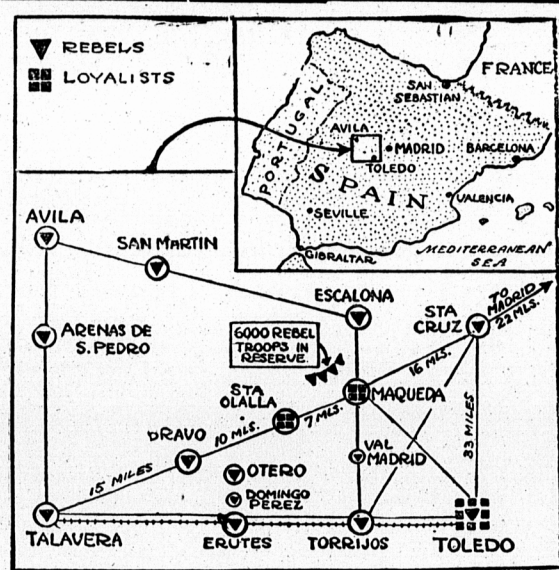 REBELS
LOYALISTS
FRANCE
SAN
SEBASTIAN
PORTUGAL
AVILA
MADRID
TOLEDO
BARCELONA
SPAIN
VALENCIA
SEVILLE
GIBRALTAR
MEDITERRANEAN
SEA
AVILA
SAN MARTIN
ESCALONA
STA
CRUZ
TO
MADRID
22 MLS.
ARENAS DE
S. PEDRO
6000 REBEL
TROOPS IN
RESERVE.
16 MLS.
MAQUEDA
STA
OLALLA
7 MLS.
10 MLS.
BRAVO
15 MILES
VAL
MADRID
33 MILES
OTERO
DOMINGO
PEREZ
TALAVERA
ERUTES
TORRIJOS
TOLEDO